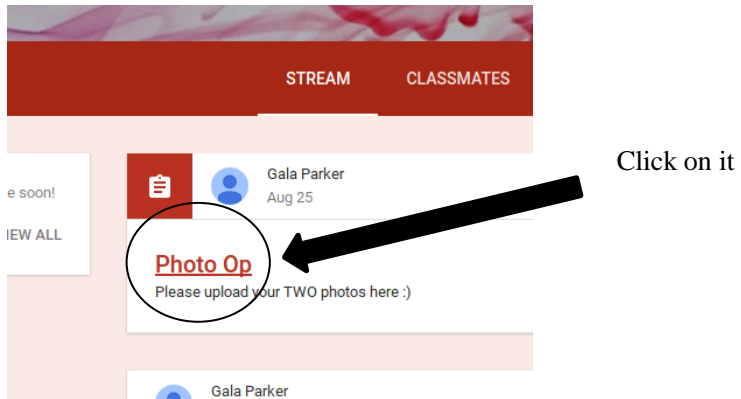 STREAM CLASSMATES
Gala Parker
Click on it
Aug 25
e soon!
IEW ALL
Photo Op
Please upload your TWO photos here :)
Gala Parker